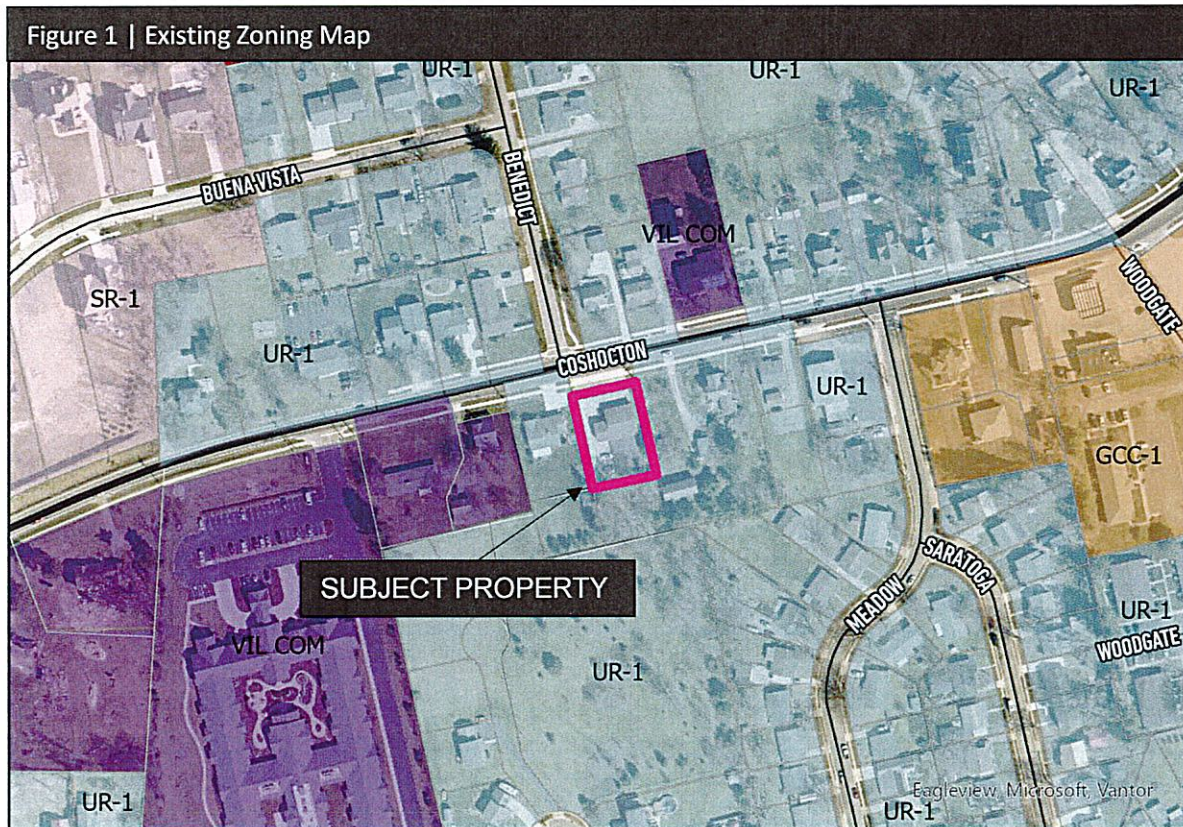 Figure 1 | Existing Zoning Map
UR-1
UR-1
UR-1
BUENA VISTA
BENEDICT
VIL COM
WOODGATE
SR-1
UR-1
COSHOCTON
UR-1
GCC-1
SUBJECT PROPERTY
SARATOGA
MEADOW
UR-1
WOODGATE
VIL COM
UR-1
UR-1
UR-1
Eagleview, Microsoft, Vantor